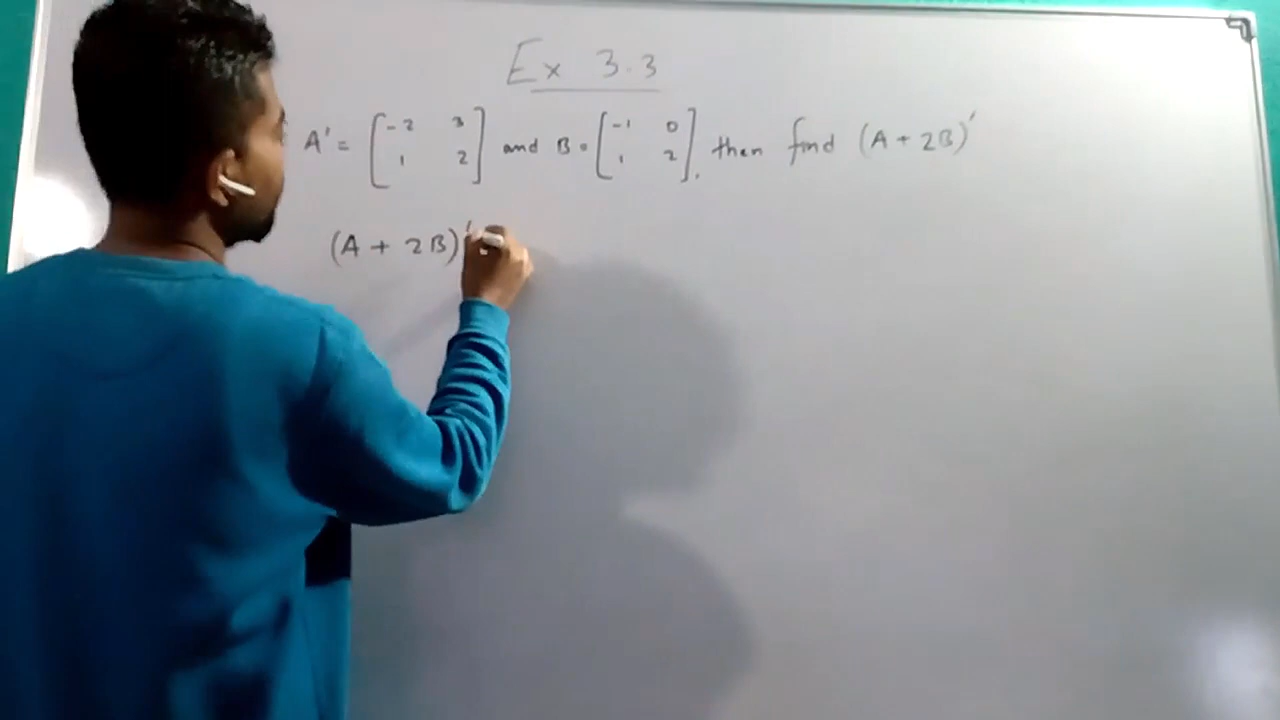 Ex 3.3
A' = [-2 3 1 2] and B = [-1 0 1 2], then find (A + 2B)'
(A + 2B)'